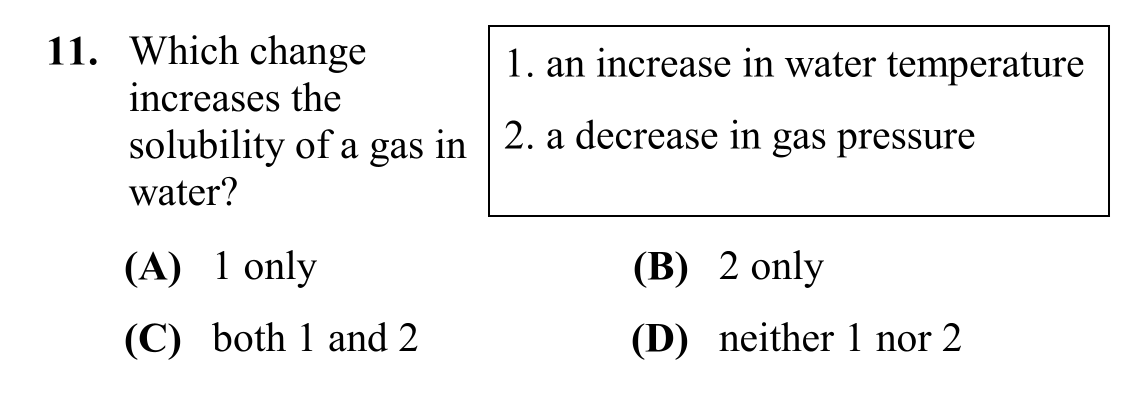 11. Which change
increases the
solubility of a gas in
water?
1. an increase in water temperature
2. a decrease in gas pressure
(A) 1 only
(B) 2 only
(C) both 1 and 2
(D) neither 1 nor 2